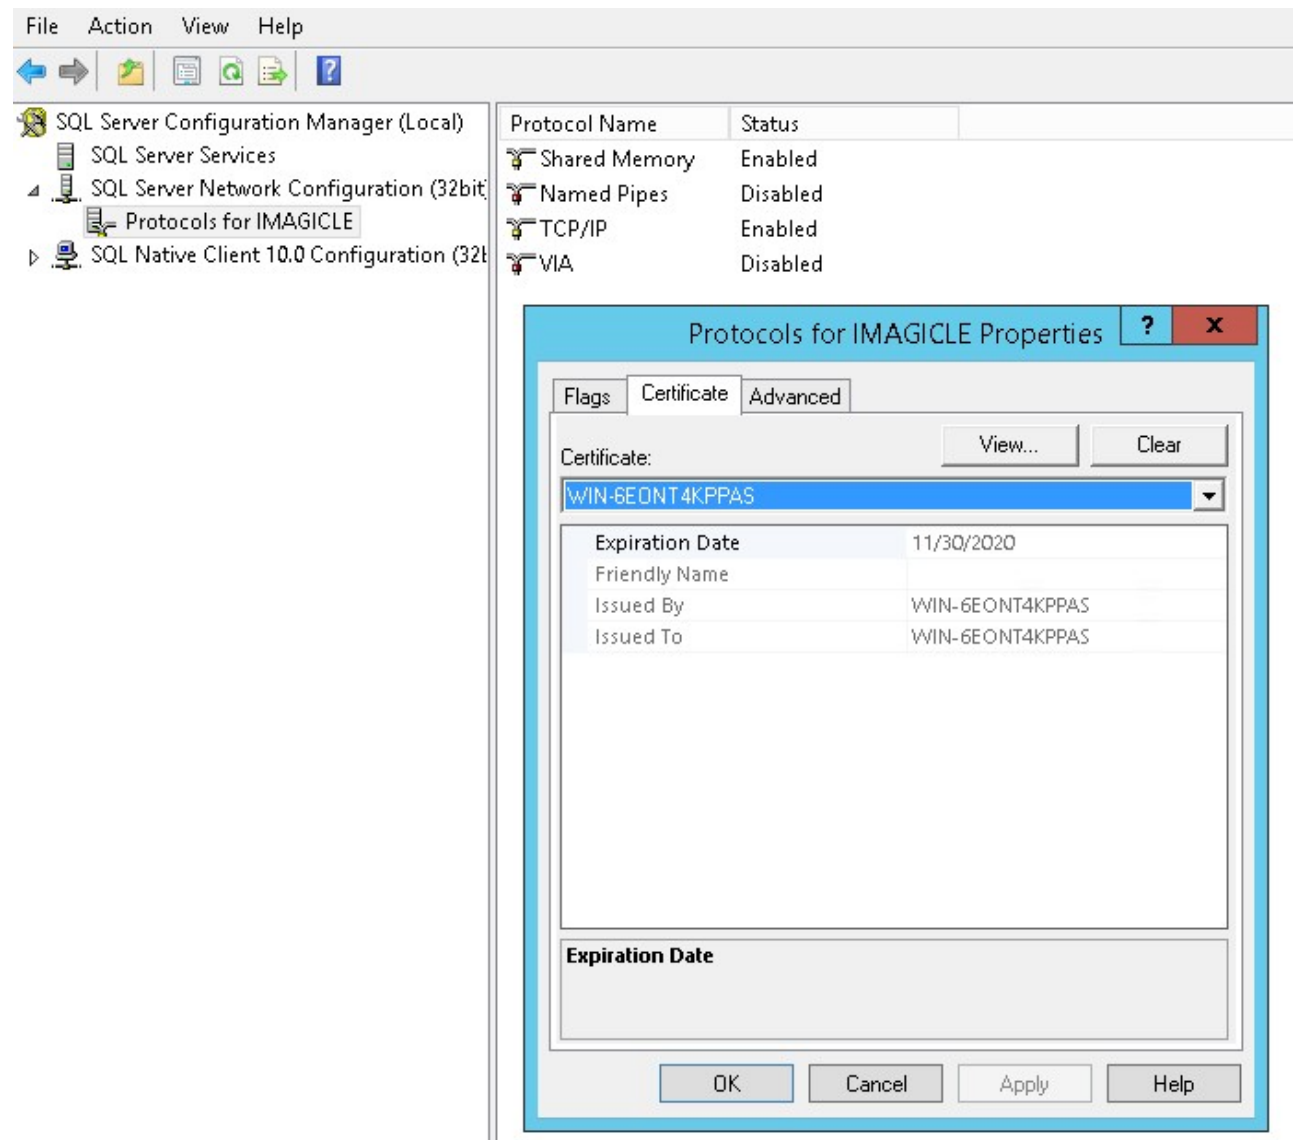 File Action View Help
SQL Server Configuration Manager (Local)
SQL Server Services
SQL Server Network Configuration (32bit
Protocols for IMAGICLE
SQL Native Client 10.0 Configuration (32b
Protocol Name Status
Shared Memory Enabled
Named Pipes Disabled
TCP/IP Enabled
VIA Disabled
Protocols for IMAGICLE Properties ? x
Flags Certificate Advanced
View... Clear
Certificate:
WIN-6EONT4KPPAS
Expiration Date 11/30/2020
Friendly Name
Issued By WIN-6EONT4KPPAS
Issued To WIN-6EONT4KPPAS
Expiration Date
OK Cancel Apply Help